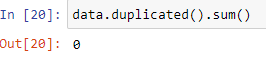 In [20]: data.duplicated().sum()
Out[20]: 0